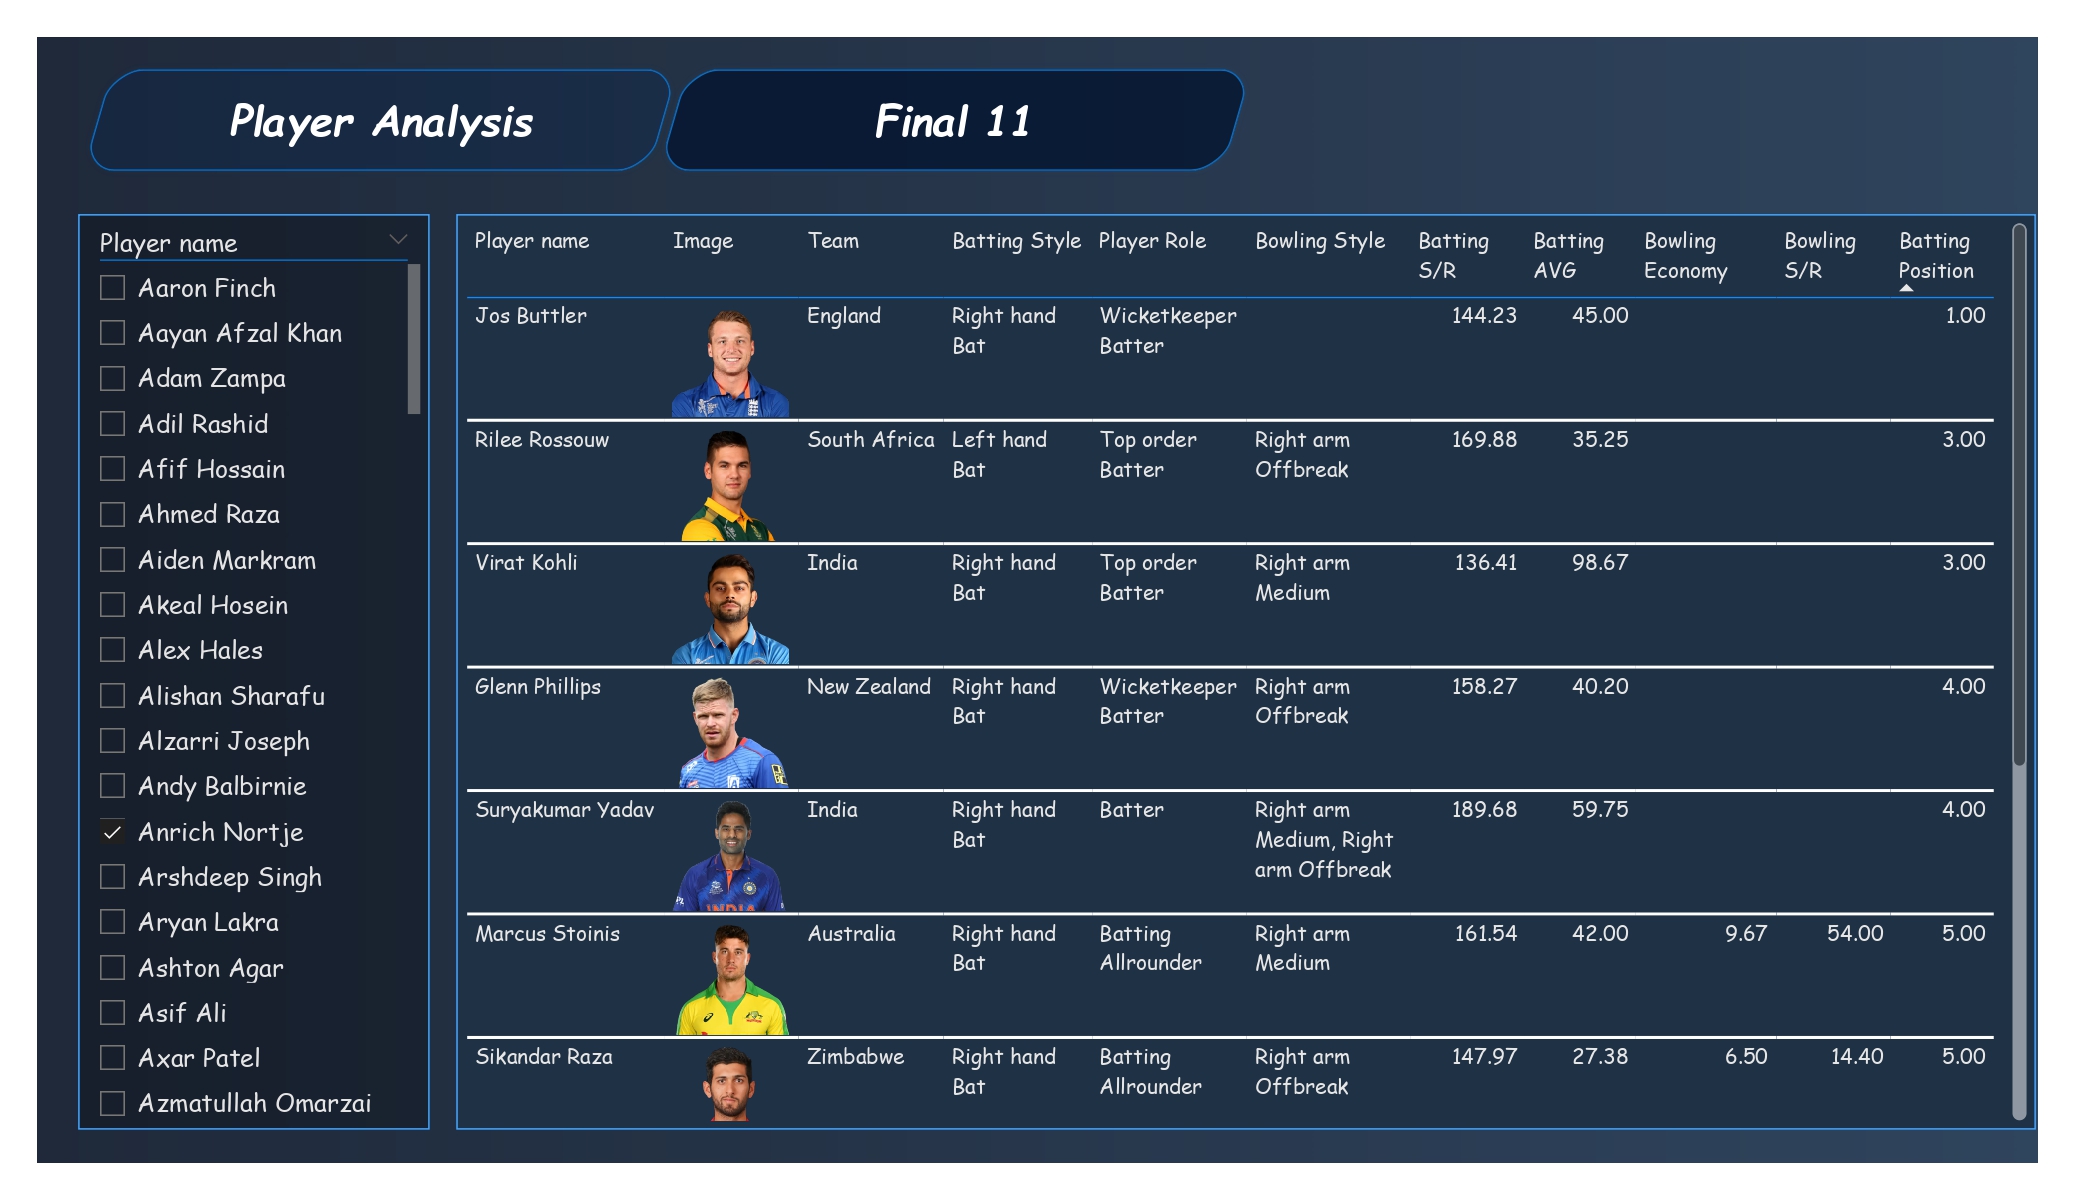 Player Analysis
Final 11
Player name
Aaron Finch
Aayan Afzal Khan
Adam Zampa
Adil Rashid
Afif Hossain
Ahmed Raza
Aiden Markram
Akeal Hosein
Alex Hales
Alishan Sharafu
Alzarri Joseph
Andy Balbirnie
Anrich Nortje
Arshdeep Singh
Aryan Lakra
Ashton Agar
Asif Ali
Axar Patel
Azmatullah Omarzai
Player name Image Team Batting Style Player Role Bowling Style Batting Batting Bowling Bowling Batting
S/R AVG Economy S/R Position
Jos Buttler England Right hand Wicketkeeper 144.23 45.00 1.00
Bat Batter
Rilee Rossouw South Africa Left hand Top order Right arm 169.88 35.25 3.00
Bat Batter Offbreak
Virat Kohli India Right hand Top order Right arm 136.41 98.67 3.00
Bat Batter Medium
Glenn Phillips New Zealand Right hand Wicketkeeper Right arm 158.27 40.20 4.00
Bat Batter Offbreak
Suryakumar Yadav India Right hand Batter Right arm 189.68 59.75 4.00
Bat Medium, Right
arm Offbreak
INDIA
Marcus Stoinis Australia Right hand Batting Right arm 161.54 42.00 9.67 54.00 5.00
Bat Allrounder Medium
Sikandar Raza Zimbabwe Right hand Batting Right arm 147.97 27.38 6.50 14.40 5.00
Bat Allrounder Offbreak